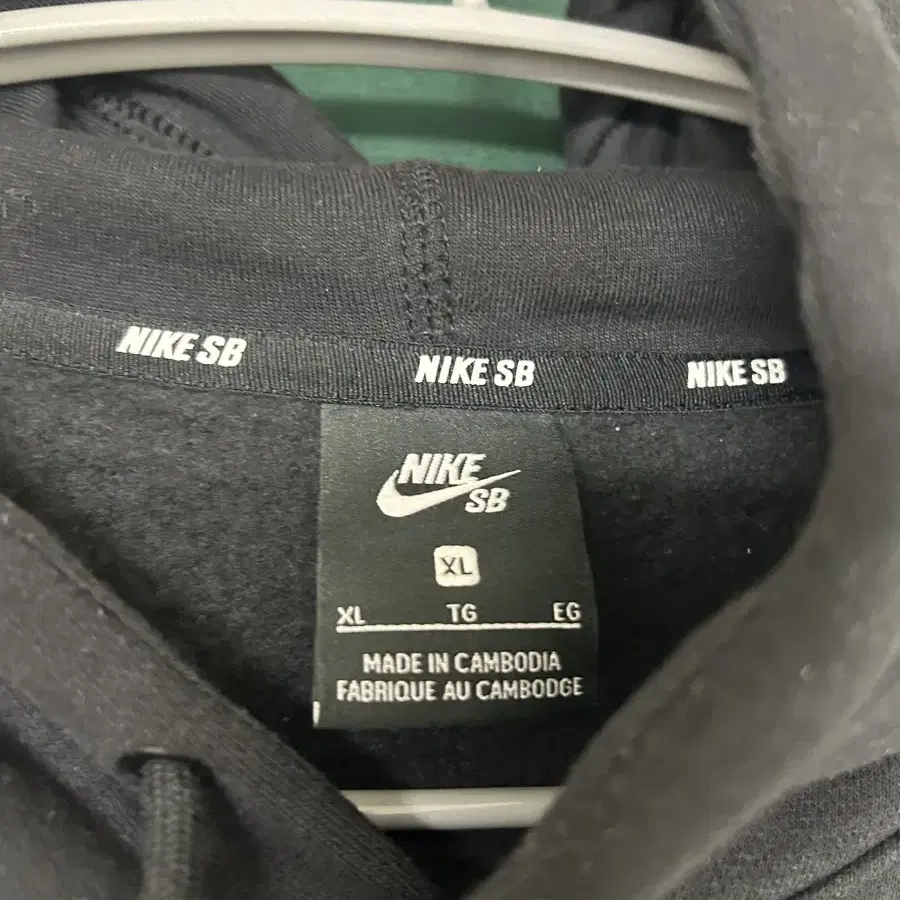 NIKE SB
NIKE SB
NIKE SB
NIKE
SB
XL
XL TG EG
MADE IN CAMBODIA
FABRIQUE AU CAMBODGE